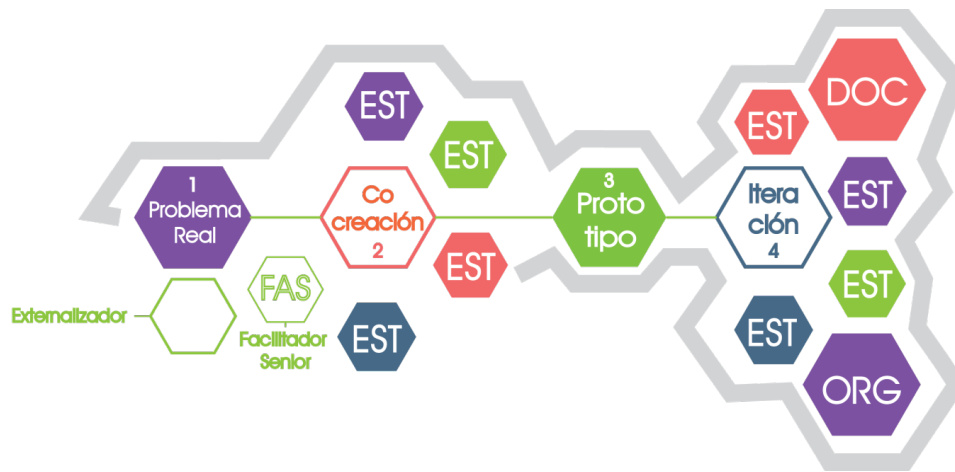 1
Problema
Real
Externalizador
FAS
Facilitador
Senior
EST
EST
Co
creación
2
EST
EST
3
Proto
tipo
Itera
ción
4
EST
DOC
EST
EST
EST
ORG